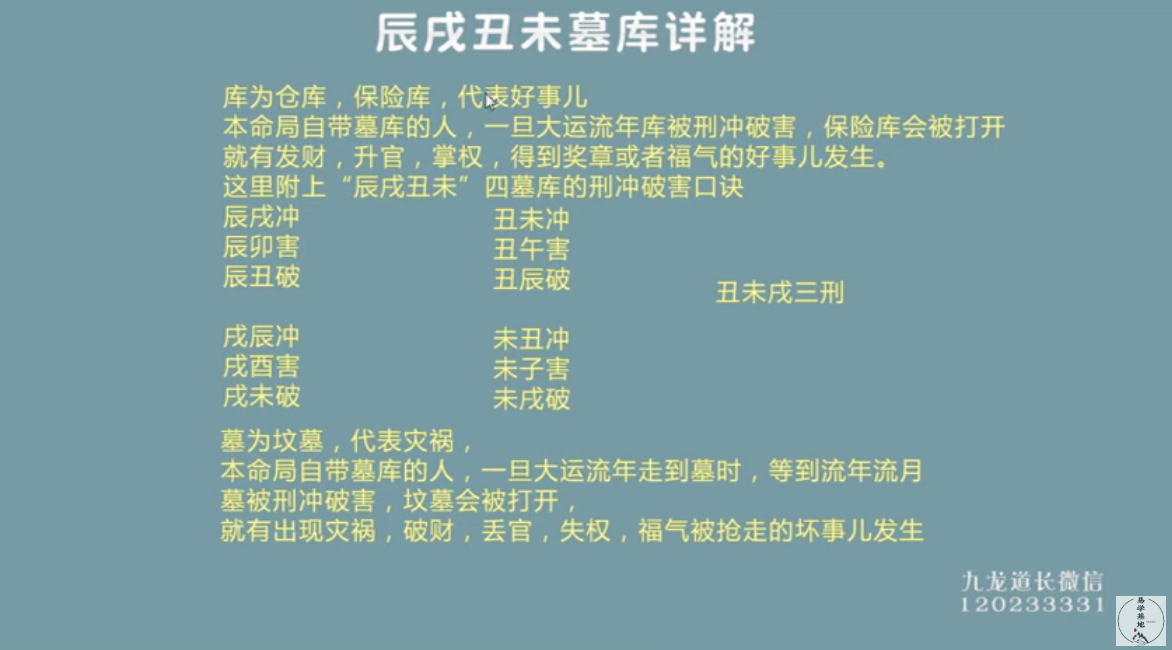 辰戌丑未墓库详解
库为仓库，保险库，代表好事儿
本命局自带墓库的人，一旦大运流年库被刑冲破害，保险库会被打开
就有发财，升官，掌权，得到奖章或者福气的好事儿发生。
这里附上“辰戌丑未”四墓库的刑冲破害口诀
辰戌冲
辰卯害
辰丑破
丑未冲
丑午害
丑辰破
丑未戌三刑
戌辰冲
戌酉害
戌未破
未丑冲
未子害
未戌破
墓为坟墓，代表灾祸，
本命局自带墓库的人，一旦大运流年走到墓时，等到流年流月
墓被刑冲破害，坟墓会被打开，
就有出现灾祸，破财，丢官，失权，福气被抢走的坏事儿发生
九龙道长微信
120233331
易学基地